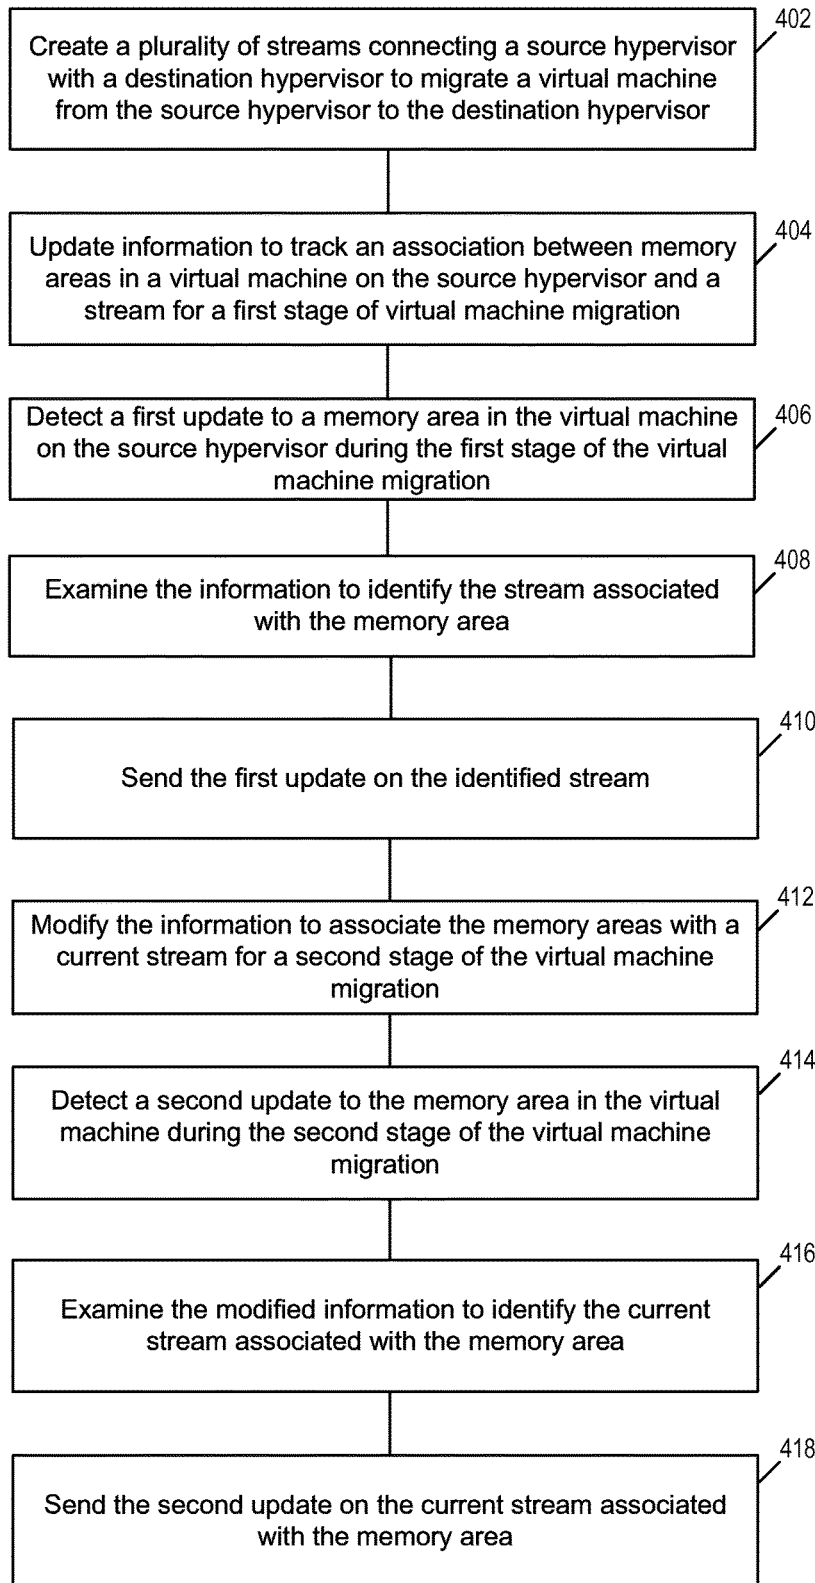 402
Create a plurality of streams connecting a source hypervisor
with a destination hypervisor to migrate a virtual machine
from the source hypervisor to the destination hypervisor
404
Update information to track an association between memory
areas in a virtual machine on the source hypervisor and a
stream for a first stage of virtual machine migration
406
Detect a first update to a memory area in the virtual machine
on the source hypervisor during the first stage of the virtual
machine migration
408
Examine the information to identify the stream associated
with the memory area
410
Send the first update on the identified stream
412
Modify the information to associate the memory areas with a
current stream for a second stage of the virtual machine
migration
414
Detect a second update to the memory area in the virtual
machine during the second stage of the virtual machine
migration
416
Examine the modified information to identify the current
stream associated with the memory area
418
Send the second update on the current stream associated
with the memory area